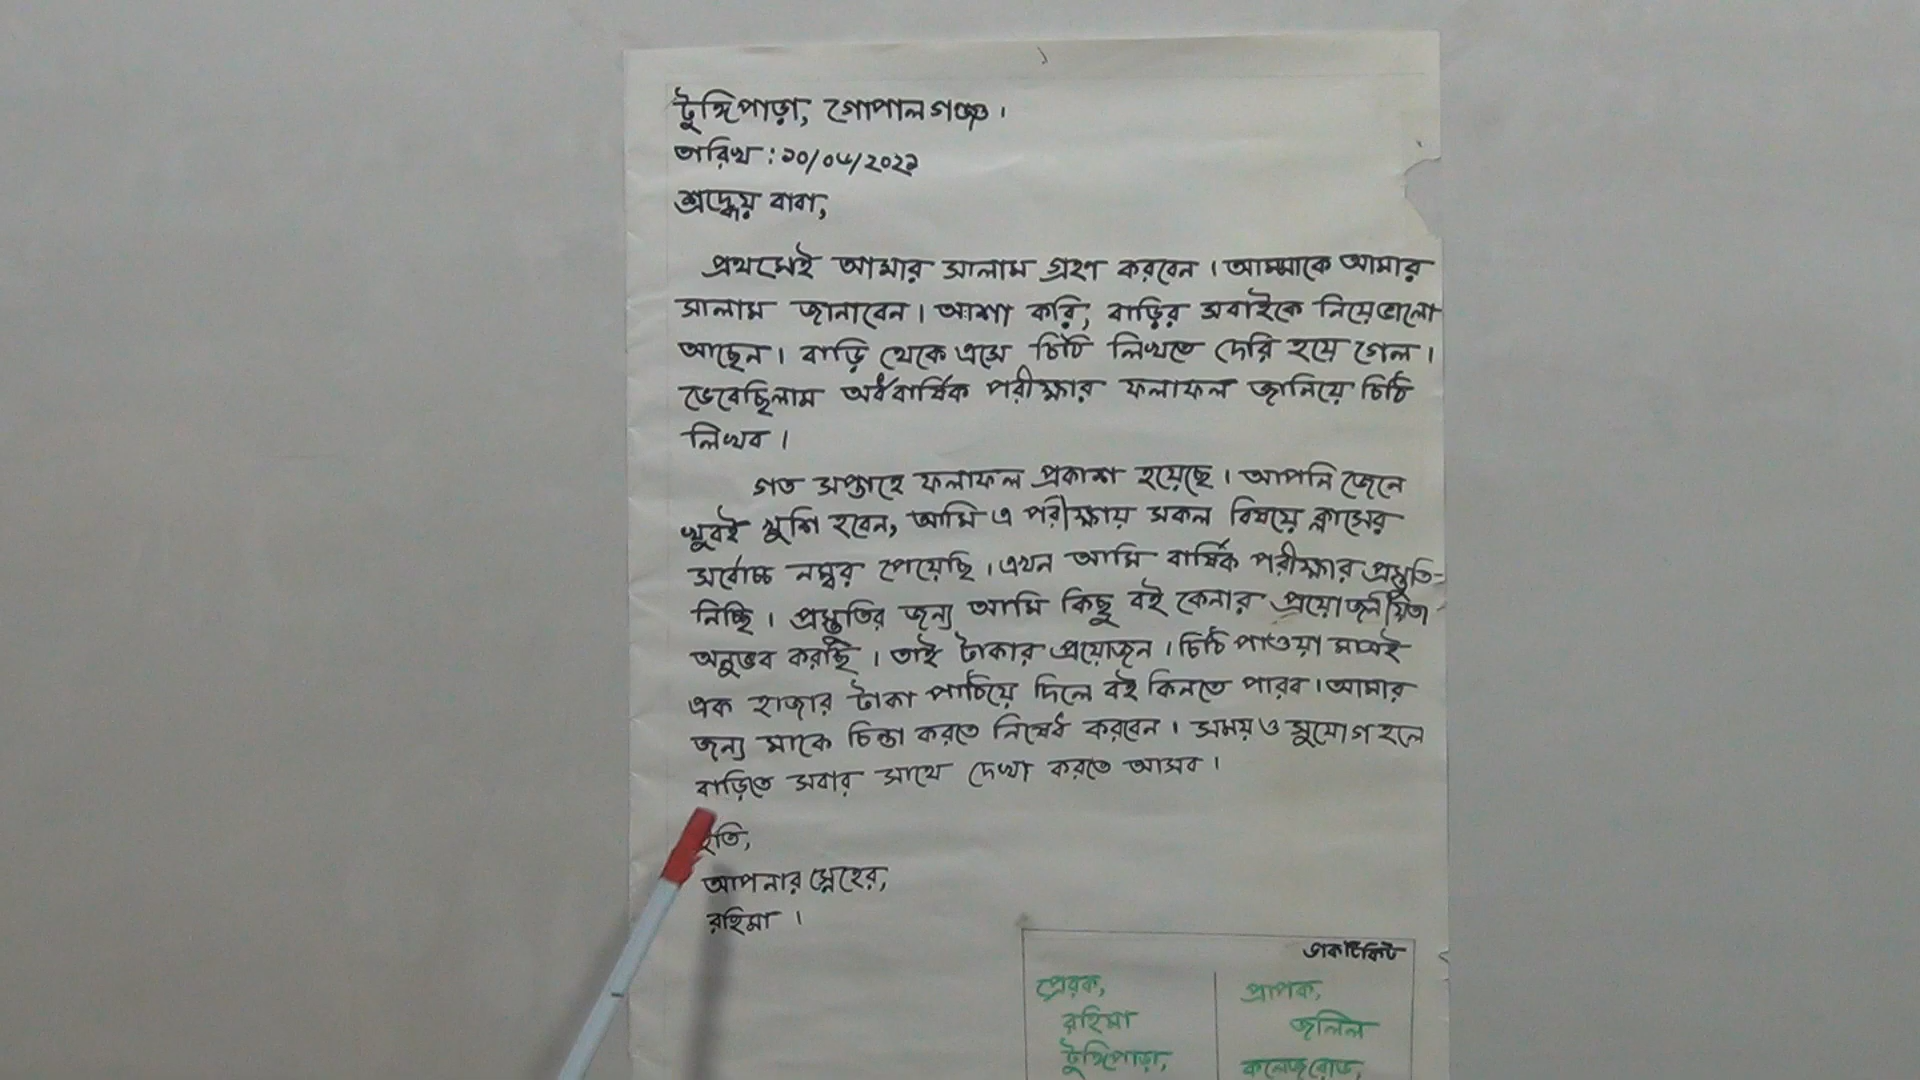 টুঙ্গিপাড়া, গোপালগঞ্জ।
তারিখ : ১০/০৬/২০২১
শ্রদ্ধেয় বাবা,
প্রথমেই আমার সালাম গ্রহণ করবেন। আম্মাকে আমার
সালাম জানাবেন। আশা করি, বাড়ির সবাইকে নিয়ে ভালো
আছেন। বাড়ি থেকে এসে চিঠি লিখতে দেরি হয়ে গেল।
ভেবেছিলাম অর্ধবার্ষিক পরীক্ষার ফলাফল জানিয়ে চিঠি
লিখব।
গত সপ্তাহে ফলাফল প্রকাশ হয়েছে। আপনি জেনে
খুবই খুশি হবেন, আমি এ পরীক্ষায় সকল বিষয়ে ক্লাসের
সর্বোচ্চ নম্বর পেয়েছি। এখন আমি বার্ষিক পরীক্ষার প্রস্তুতি-
নিচ্ছি। প্রস্তুতির জন্য আমি কিছু বই কেনার প্রয়োজনীয়তা
অনুভব করছি। তাই টাকার প্রয়োজন। চিঠি পাওয়া মাত্রই
এক হাজার টাকা পাঠিয়ে দিলে বই কিনতে পারব। আমার
জন্য মাকে চিন্তা করতে নিষেধ করবেন। সময় ও সুযোগ হলে
বাড়িতে সবার সাথে দেখা করতে আসব।
ইতি,
আপনার স্নেহের,
রহিমা।
ডাকটিকিট
প্রেরক,
রহিমা
টুঙ্গিপাড়া,
প্রাপক,
জলিল
কলেজরোড,